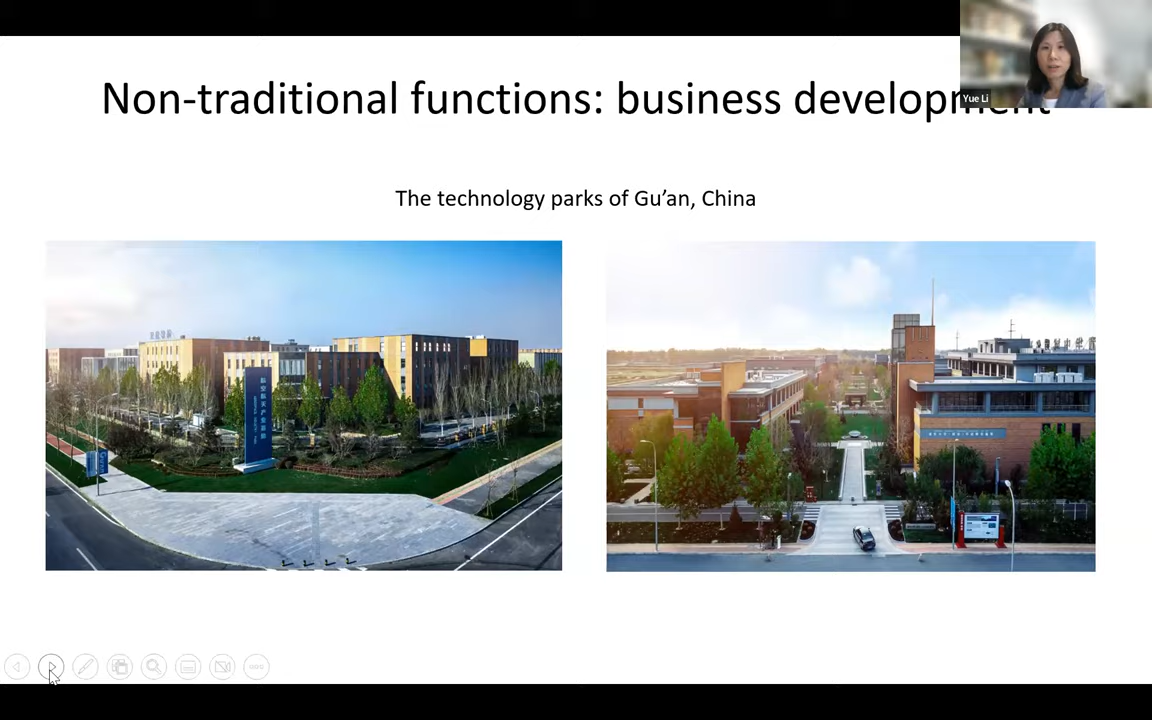 Non-traditional functions: business development
Yue Li
The technology parks of Gu’an, China